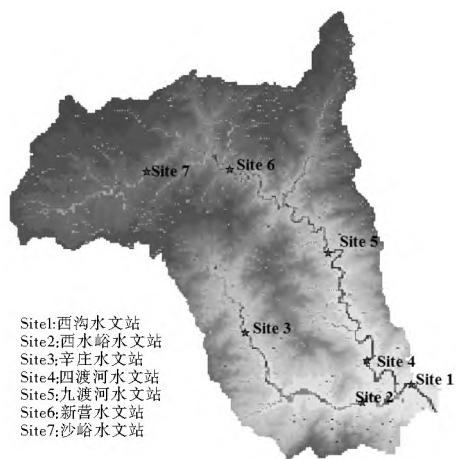 Site 7
Site 6
Site 5
Site 3
Site 4
Site 1
Site 2
Site1:西沟水文站
Site2:西水峪水文站
Site3:辛庄水文站
Site4:四渡河水文站
Site5:九渡河水文站
Site6:新营水文站
Site7:沙峪水文站